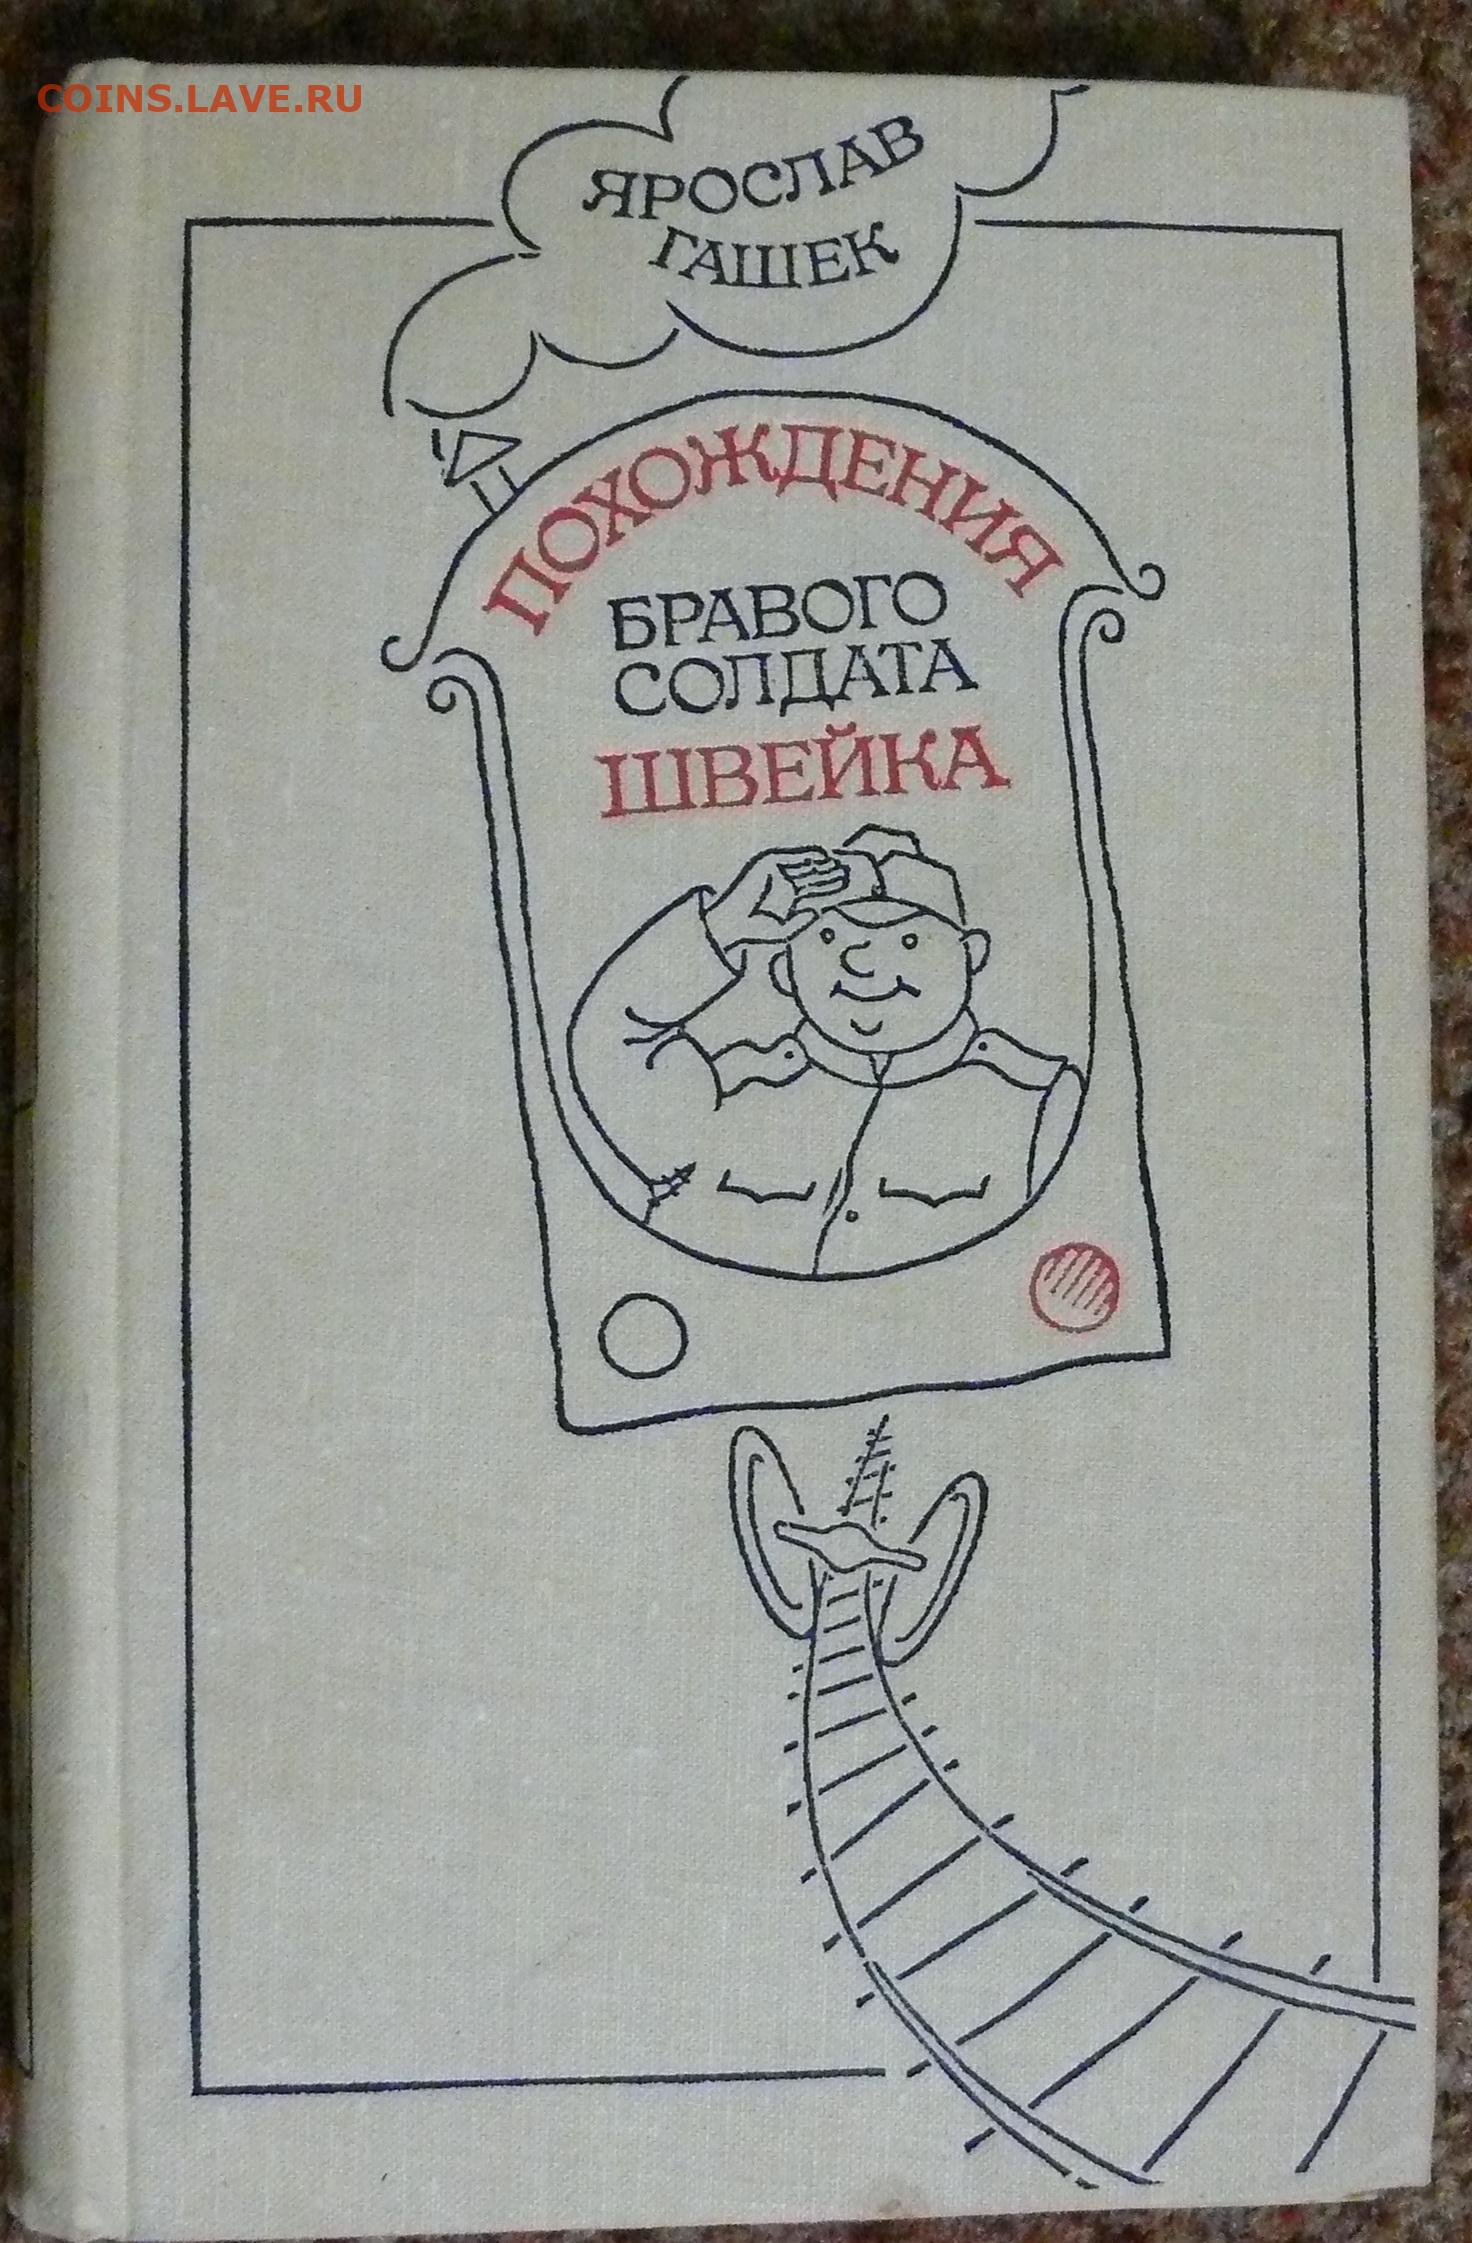 COINS.LAVE.RU
ЯРОСЛАВ
ГАШЕК
ПОХОЖДЕНИЯ
БРАВОГО
СОЛДАТА
ШВЕЙКА